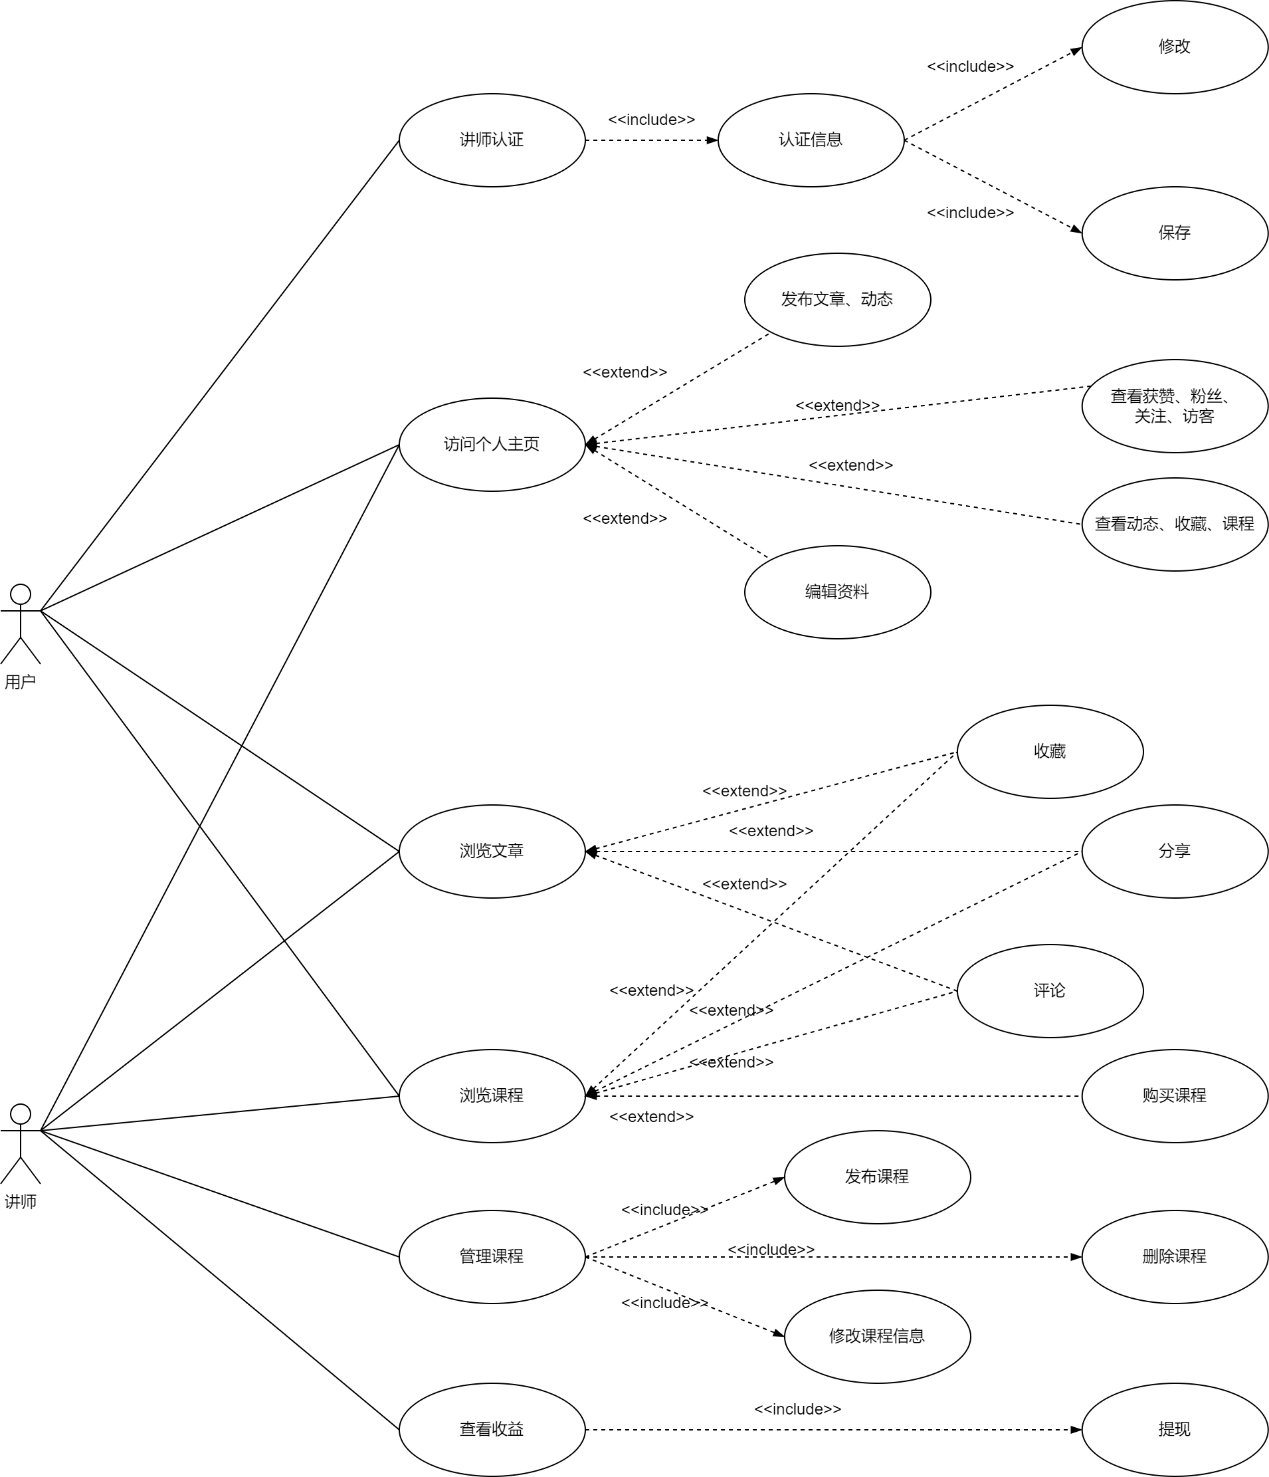 修改
<<include>>
讲师认证
<<include>>
认证信息
<<include>>
保存
发布文章、动态
<<extend>>
查看获赞、粉丝、
关注、访客
<<extend>>
访问个人主页
<<extend>>
查看动态、收藏、课程
<<extend>>
编辑资料
用户
收藏
<<extend>>
<<extend>>
浏览文章
分享
<<extend>>
<<extend>>
评论
<<extend>>
<<extend>>
浏览课程
购买课程
<<extend>>
发布课程
讲师
<<include>>
管理课程
<<include>>
删除课程
<<include>>
修改课程信息
<<include>>
查看收益
提现